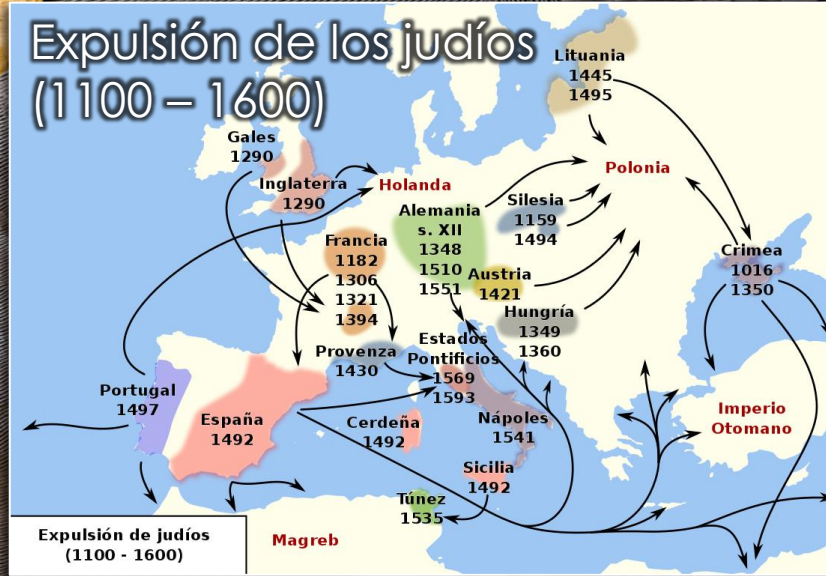 Expulsión de los judíos
(1100 – 1600)
Lituania
1445
1495
Gales
1290
Inglaterra
1290
Holanda
Polonia
Alemania
s. XII
1348
1510
1551
Silesia
1159
1494
Francia
1182
1306
1321
1394
Austria
1421
Crimea
1016
1350
Hungría
1349
1360
Provenza
1430
Estados
Pontificios
1569
1593
Portugal
1497
España
1492
Cerdeña
1492
Nápoles
1541
Imperio
Otomano
Sicilia
1492
Túnez
1535
Magreb
Expulsión de judíos
(1100 - 1600)